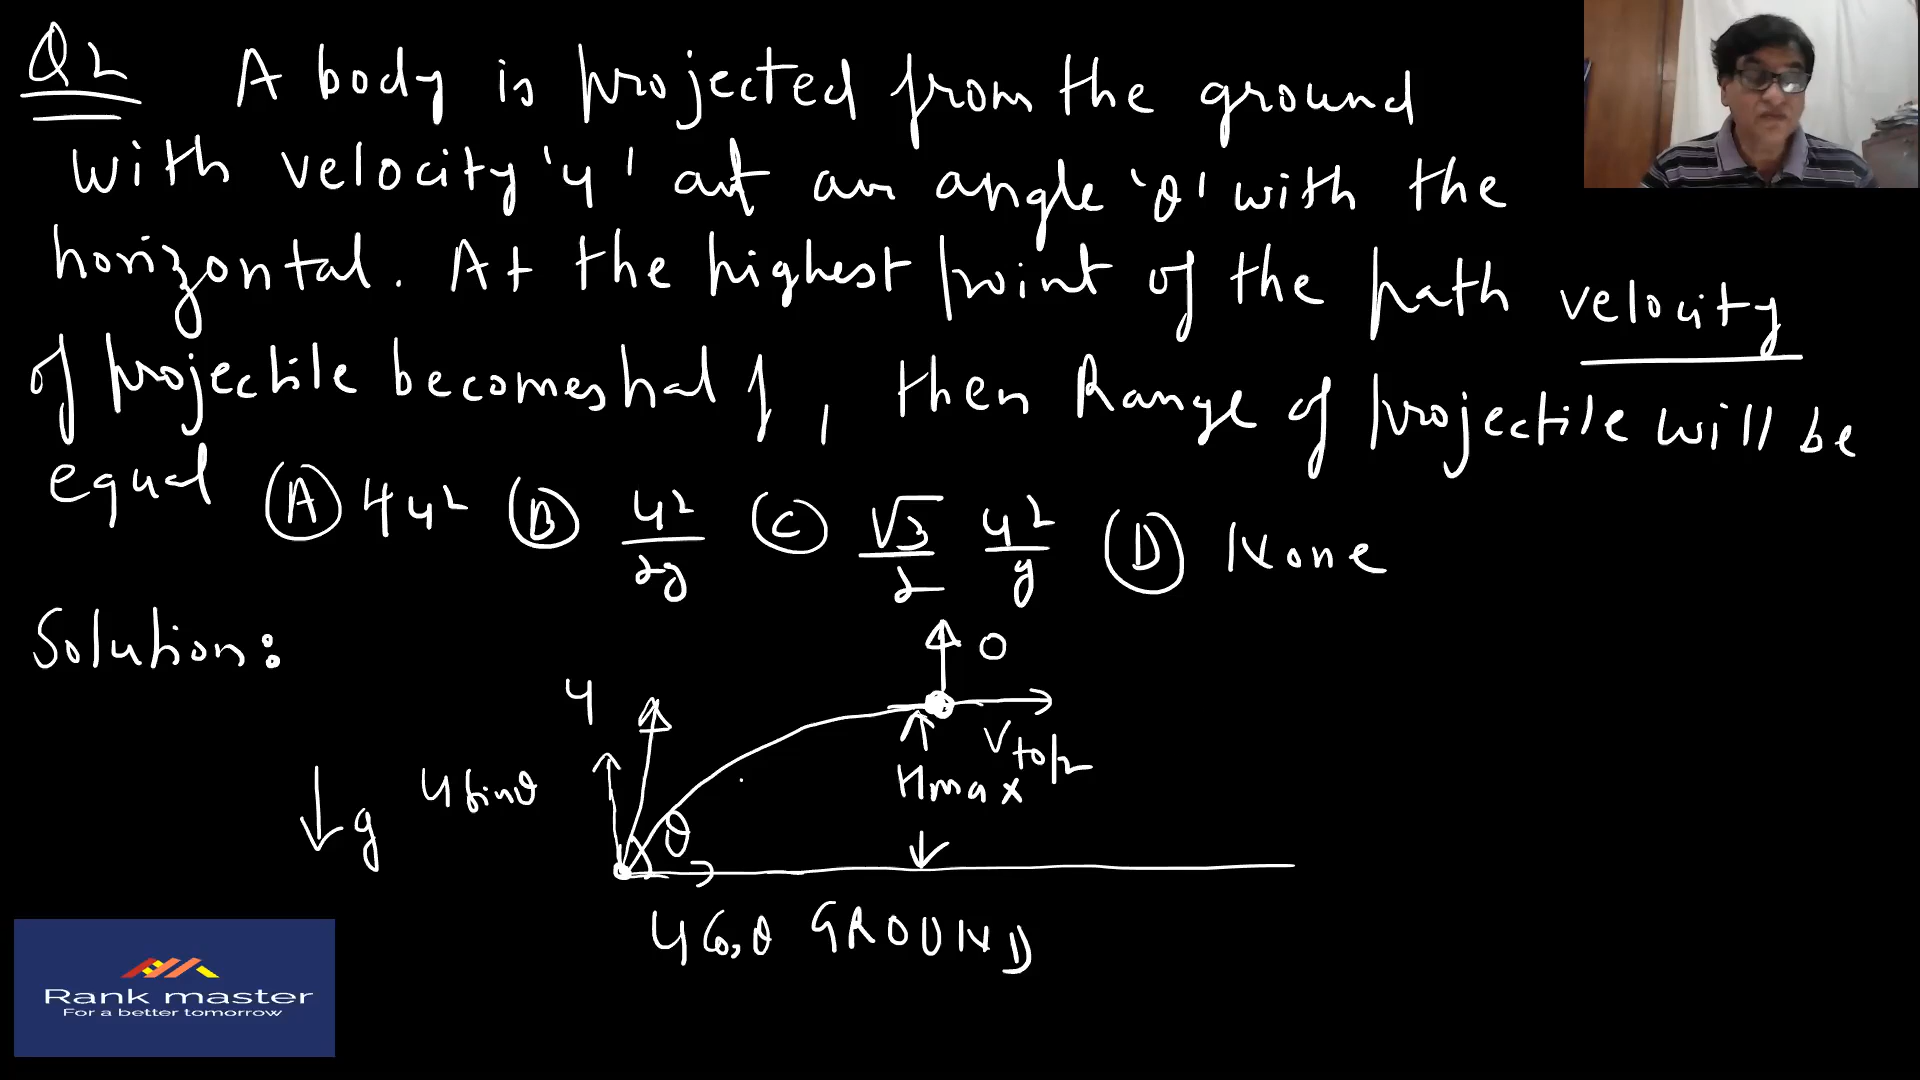 Q2 A body is projected from the ground
with velocity 'u' at an angle 'θ' with the
horizontal. At the highest point of the path velocity
of projectile becomes half, then Range of projectile will be
equal (A) 4u² (B) u²/2g (C) √3/2 u²/g (D) None
Solution:
0
u
V top
Hmax
u sinθ
g
θ
u cosθ GROUND
Rank master
For a better tomorrow